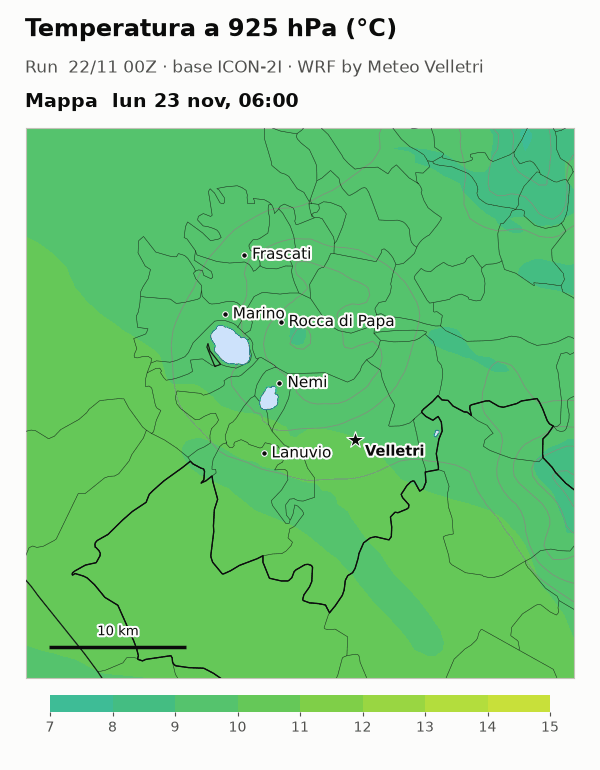 Temperatura a 925 hPa (°C)
Run  22/11 00Z · base ICON-2I · WRF by Meteo Velletri
Mappa  lun 23 nov, 06:00
Frascati
Marino
Rocca di Papa
Nemi
Velletri
Lanuvio
10 km
7 8 9 10 11 12 13 14 15